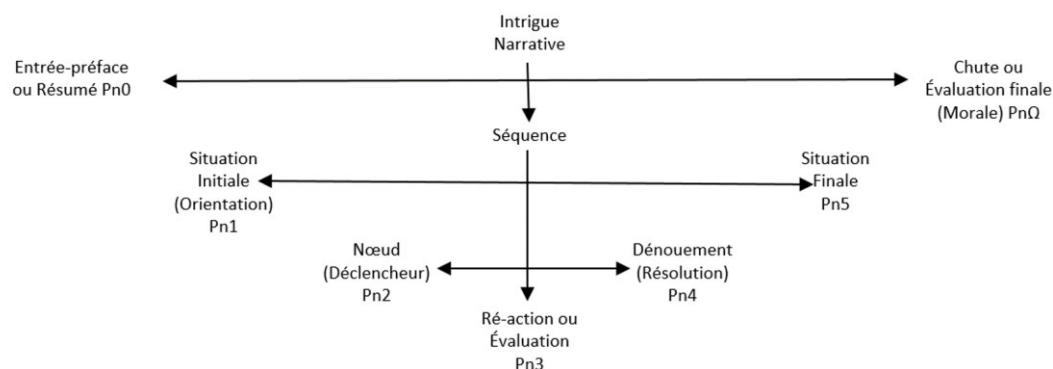 Intrigue
Narrative
Entrée-préface
ou Résumé Pn0
Chute ou
Évaluation finale
(Morale) PnΩ
Séquence
Situation
Initiale
(Orientation)
Pn1
Situation
Finale
Pn5
Nœud
(Déclencheur)
Pn2
Dénouement
(Résolution)
Pn4
Ré-action ou
Évaluation
Pn3